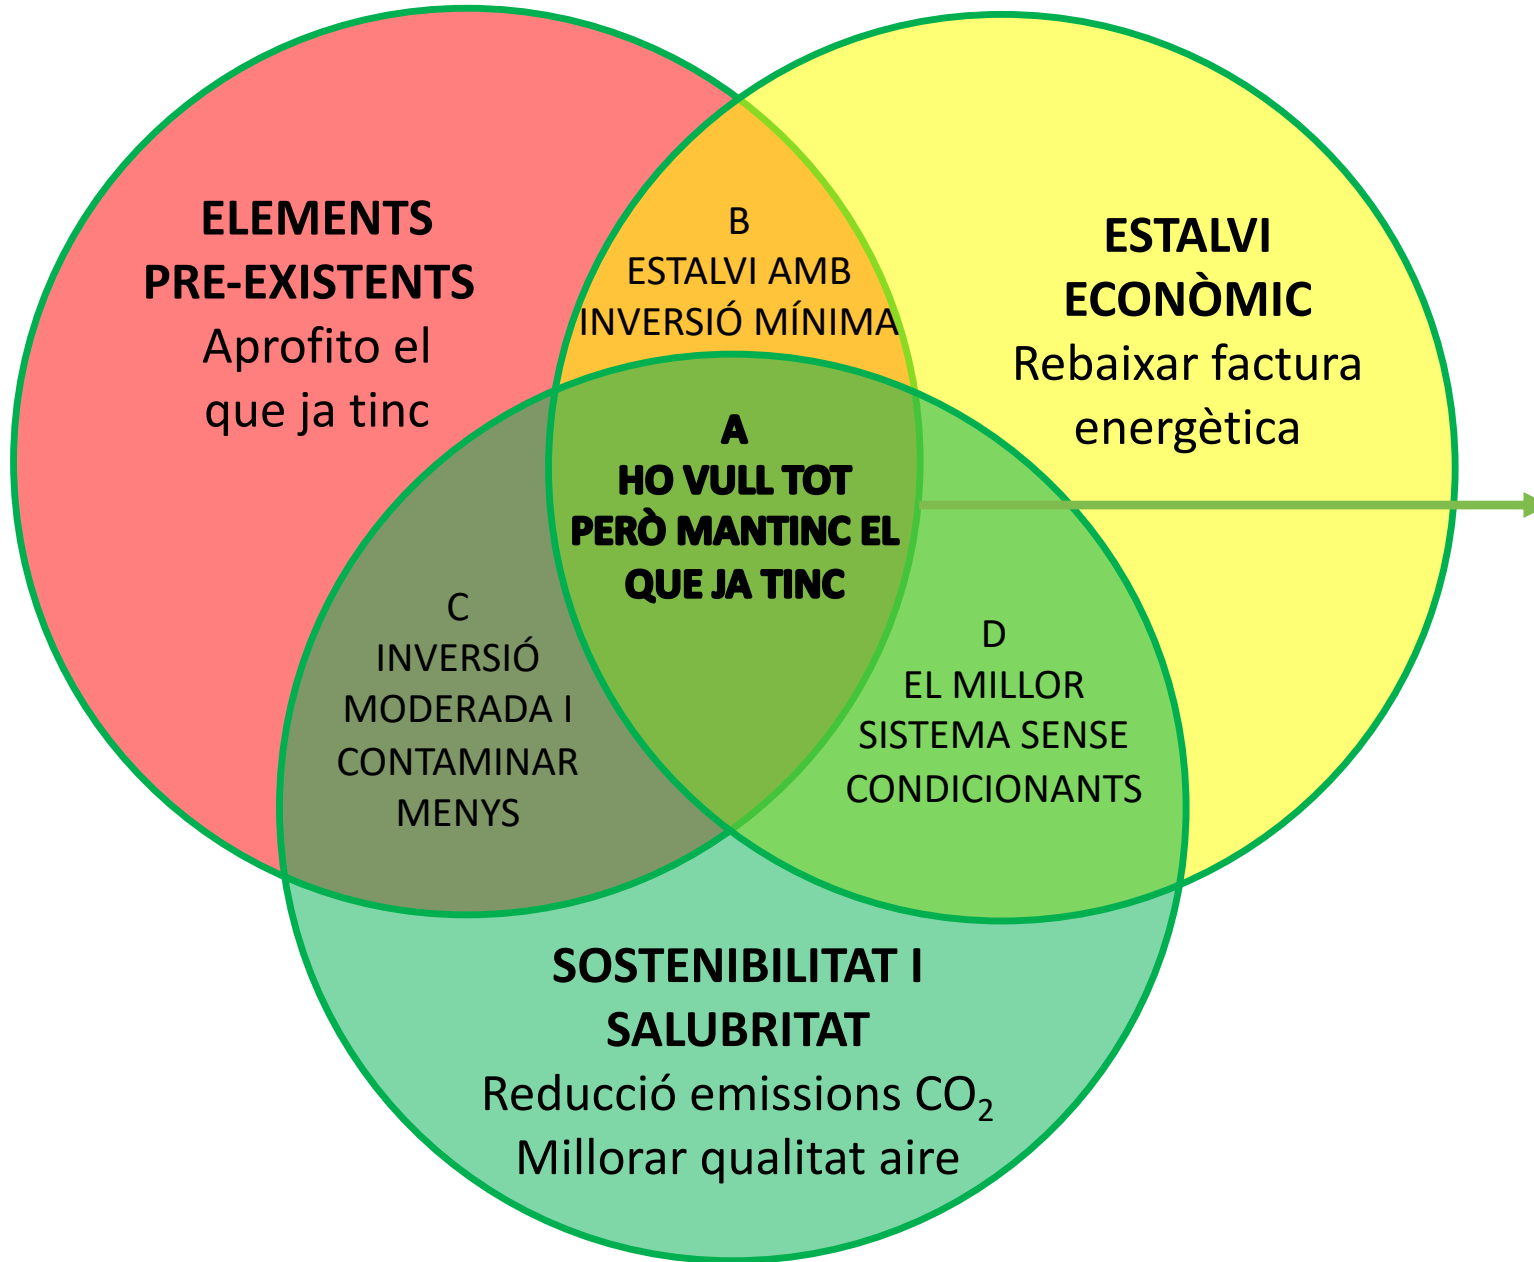 ELEMENTS
PRE-EXISTENTS
Aprofito el
que ja tinc
B
ESTALVI AMB
INVERSIÓ MÍNIMA
ESTALVI
ECONÒMIC
Rebaixar factura
energètica
A
HO VULL TOT
PERÒ MANTINC EL
QUE JA TINC
C
INVERSIÓ
MODERADA I
CONTAMINAR
MENYS
D
EL MILLOR
SISTEMA SENSE
CONDICIONANTS
SOSTENIBILITAT I
SALUBRITAT
Reducció emissions CO₂
Millorar qualitat aire